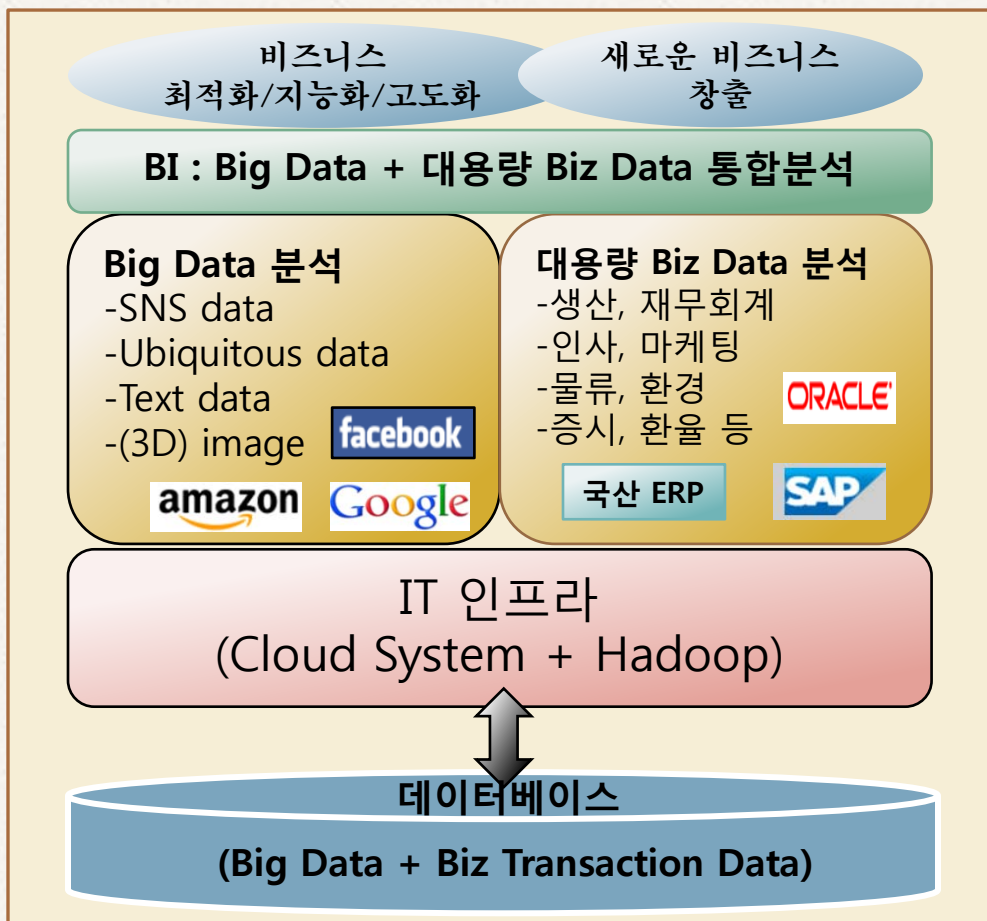 비즈니스
최적화/지능화/고도화
새로운 비즈니스
창출
BI : Big Data + 대용량 Biz Data 통합분석
Big Data 분석
-SNS data
-Ubiquitous data
-Text data
-(3D) image
facebook
amazon
Google
대용량 Biz Data 분석
-생산, 재무회계
-인사, 마케팅
-물류, 환경
-증시, 환율 등
ORACLE
국산 ERP
SAP
IT 인프라
(Cloud System + Hadoop)
데이터베이스
(Big Data + Biz Transaction Data)